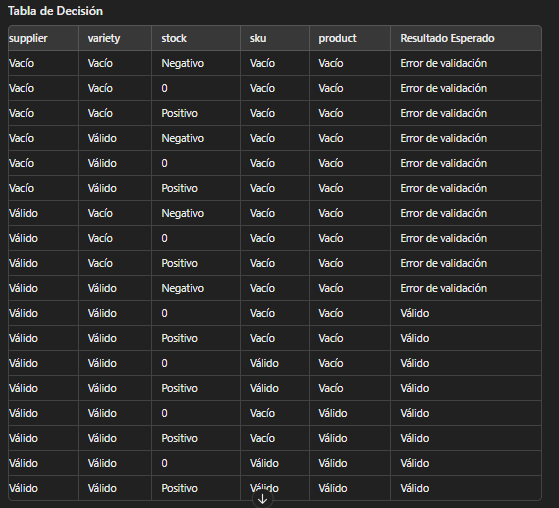 Tabla de Decisión
supplier variety stock sku product Resultado Esperado
Vacío Vacío Negativo Vacío Vacío Error de validación
Vacío Vacío 0 Vacío Vacío Error de validación
Vacío Vacío Positivo Vacío Vacío Error de validación
Vacío Válido Negativo Vacío Vacío Error de validación
Vacío Válido 0 Vacío Vacío Error de validación
Vacío Válido Positivo Vacío Vacío Error de validación
Válido Vacío Negativo Vacío Vacío Error de validación
Válido Vacío 0 Vacío Vacío Error de validación
Válido Vacío Positivo Vacío Vacío Error de validación
Válido Válido Negativo Vacío Vacío Error de validación
Válido Válido 0 Vacío Vacío Válido
Válido Válido Positivo Vacío Vacío Válido
Válido Válido 0 Válido Vacío Válido
Válido Válido Positivo Válido Vacío Válido
Válido Válido 0 Vacío Válido Válido
Válido Válido Positivo Vacío Válido Válido
Válido Válido 0 Válido Válido Válido
Válido Válido Positivo Válido Válido Válido